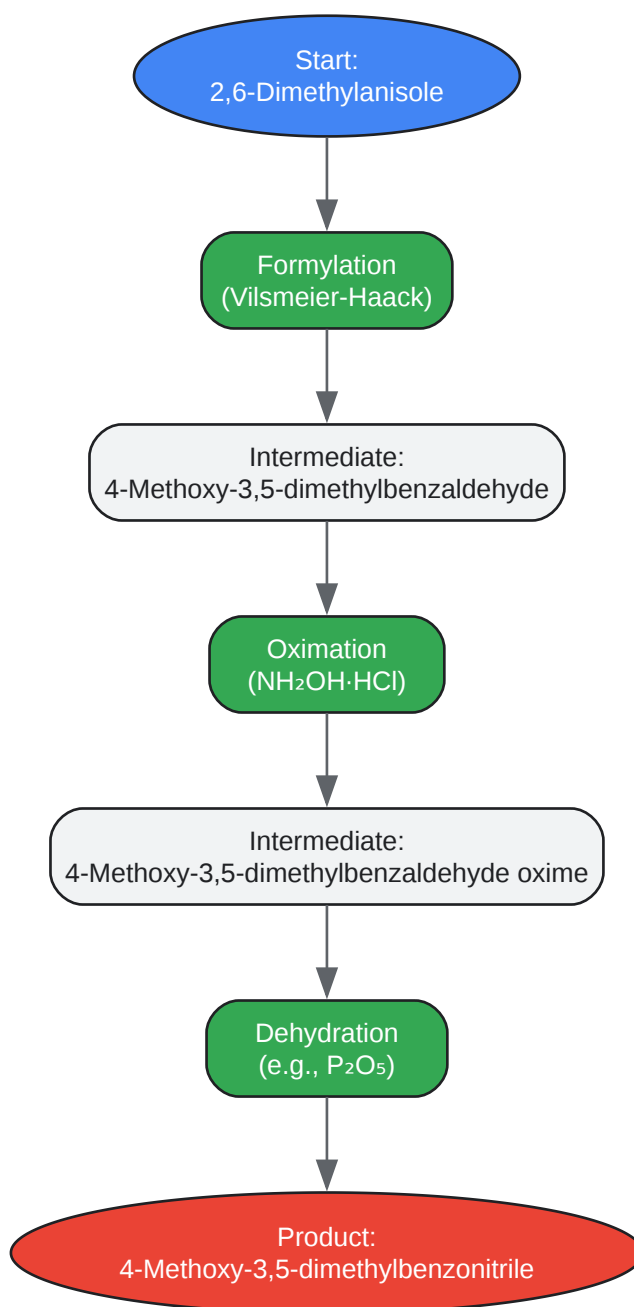 Start:
2,6-Dimethylanisole
Formylation
(Vilsmeier-Haack)
Intermediate:
4-Methoxy-3,5-dimethylbenzaldehyde
Oximation
(NH₂OH·HCl)
Intermediate:
4-Methoxy-3,5-dimethylbenzaldehyde oxime
Dehydration
(e.g., P₂O₅)
Product:
4-Methoxy-3,5-dimethylbenzonitrile